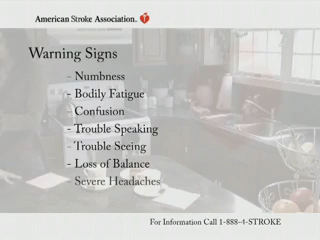 American Stroke Association.
Warning Signs
- Numbness
- Bodily Fatigue
- Confusion
- Trouble Speaking
- Trouble Seeing
- Loss of Balance
- Severe Headaches
For Information Call 1-888-4-STROKE